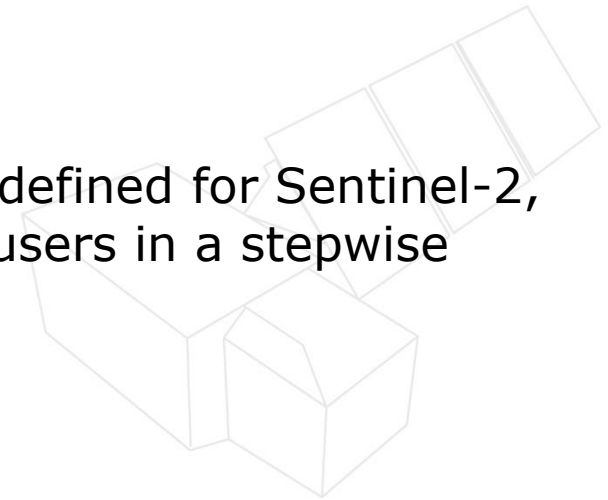 defined for Sentinel-2,
users in a stepwise